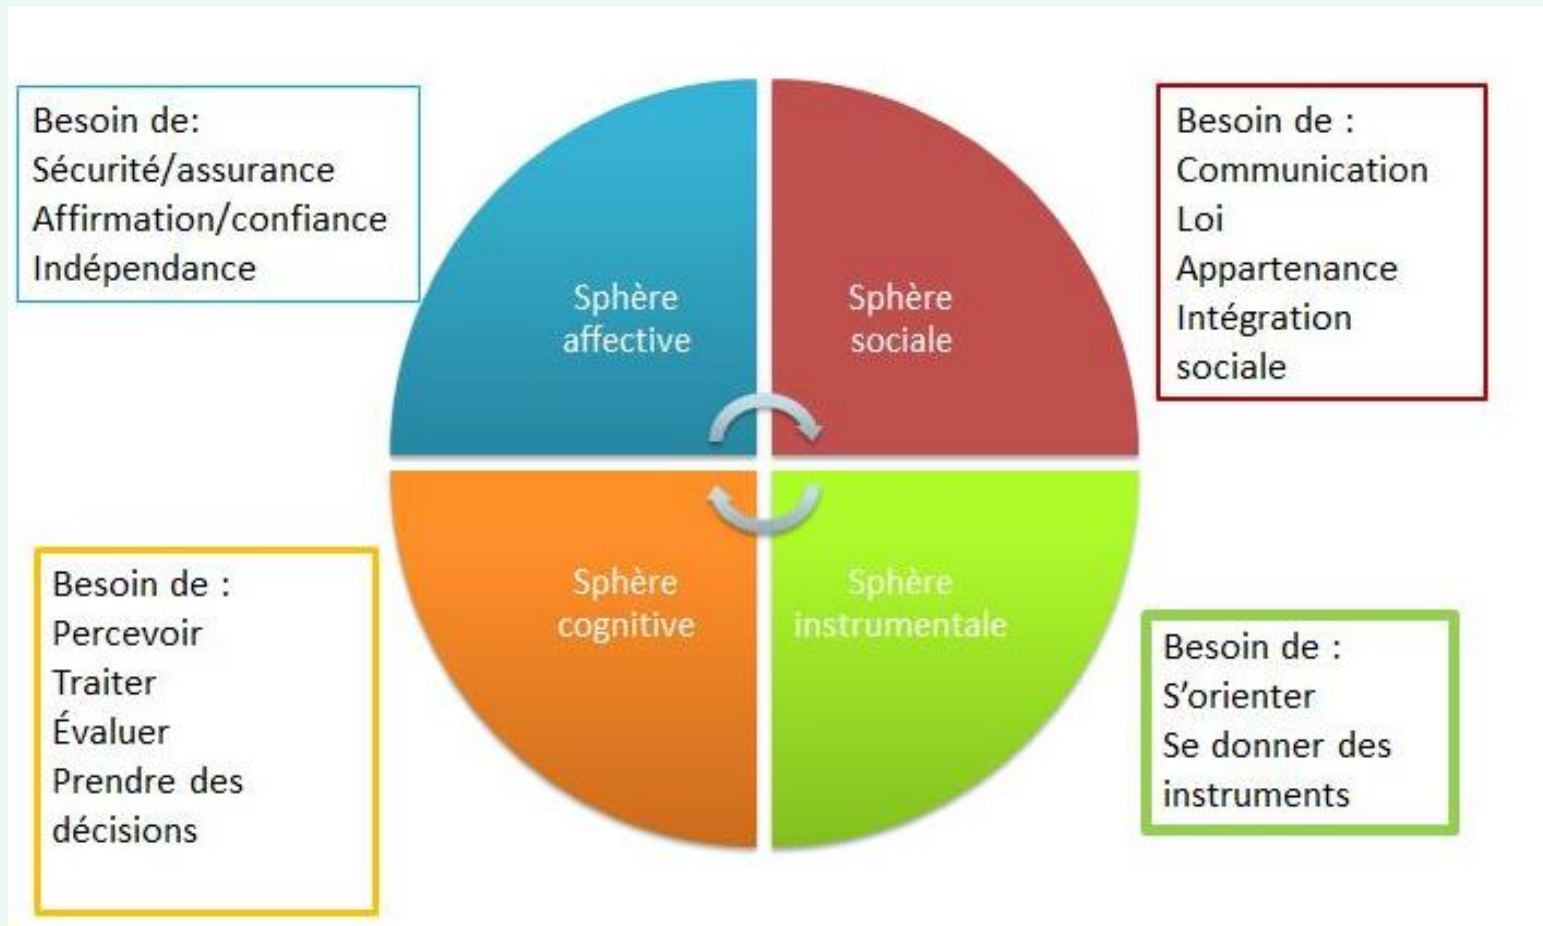 Besoin de:
Sécurité/assurance
Affirmation/confiance
Indépendance
Sphère
affective
Sphère
sociale
Besoin de :
Communication
Loi
Appartenance
Intégration
sociale
Besoin de :
Percevoir
Traiter
Évaluer
Prendre des
décisions
Sphère
cognitive
Sphère
instrumentale
Besoin de :
S’orienter
Se donner des
instruments